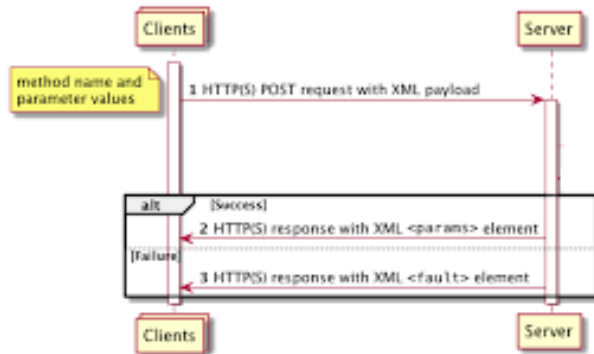 Clients Server
method name and
parameter values
1 HTTP(S) POST request with XML payload
alt [Success]
2 HTTP(S) response with XML <params> element
[Failure]
3 HTTP(S) response with XML <fault> element
Clients Server